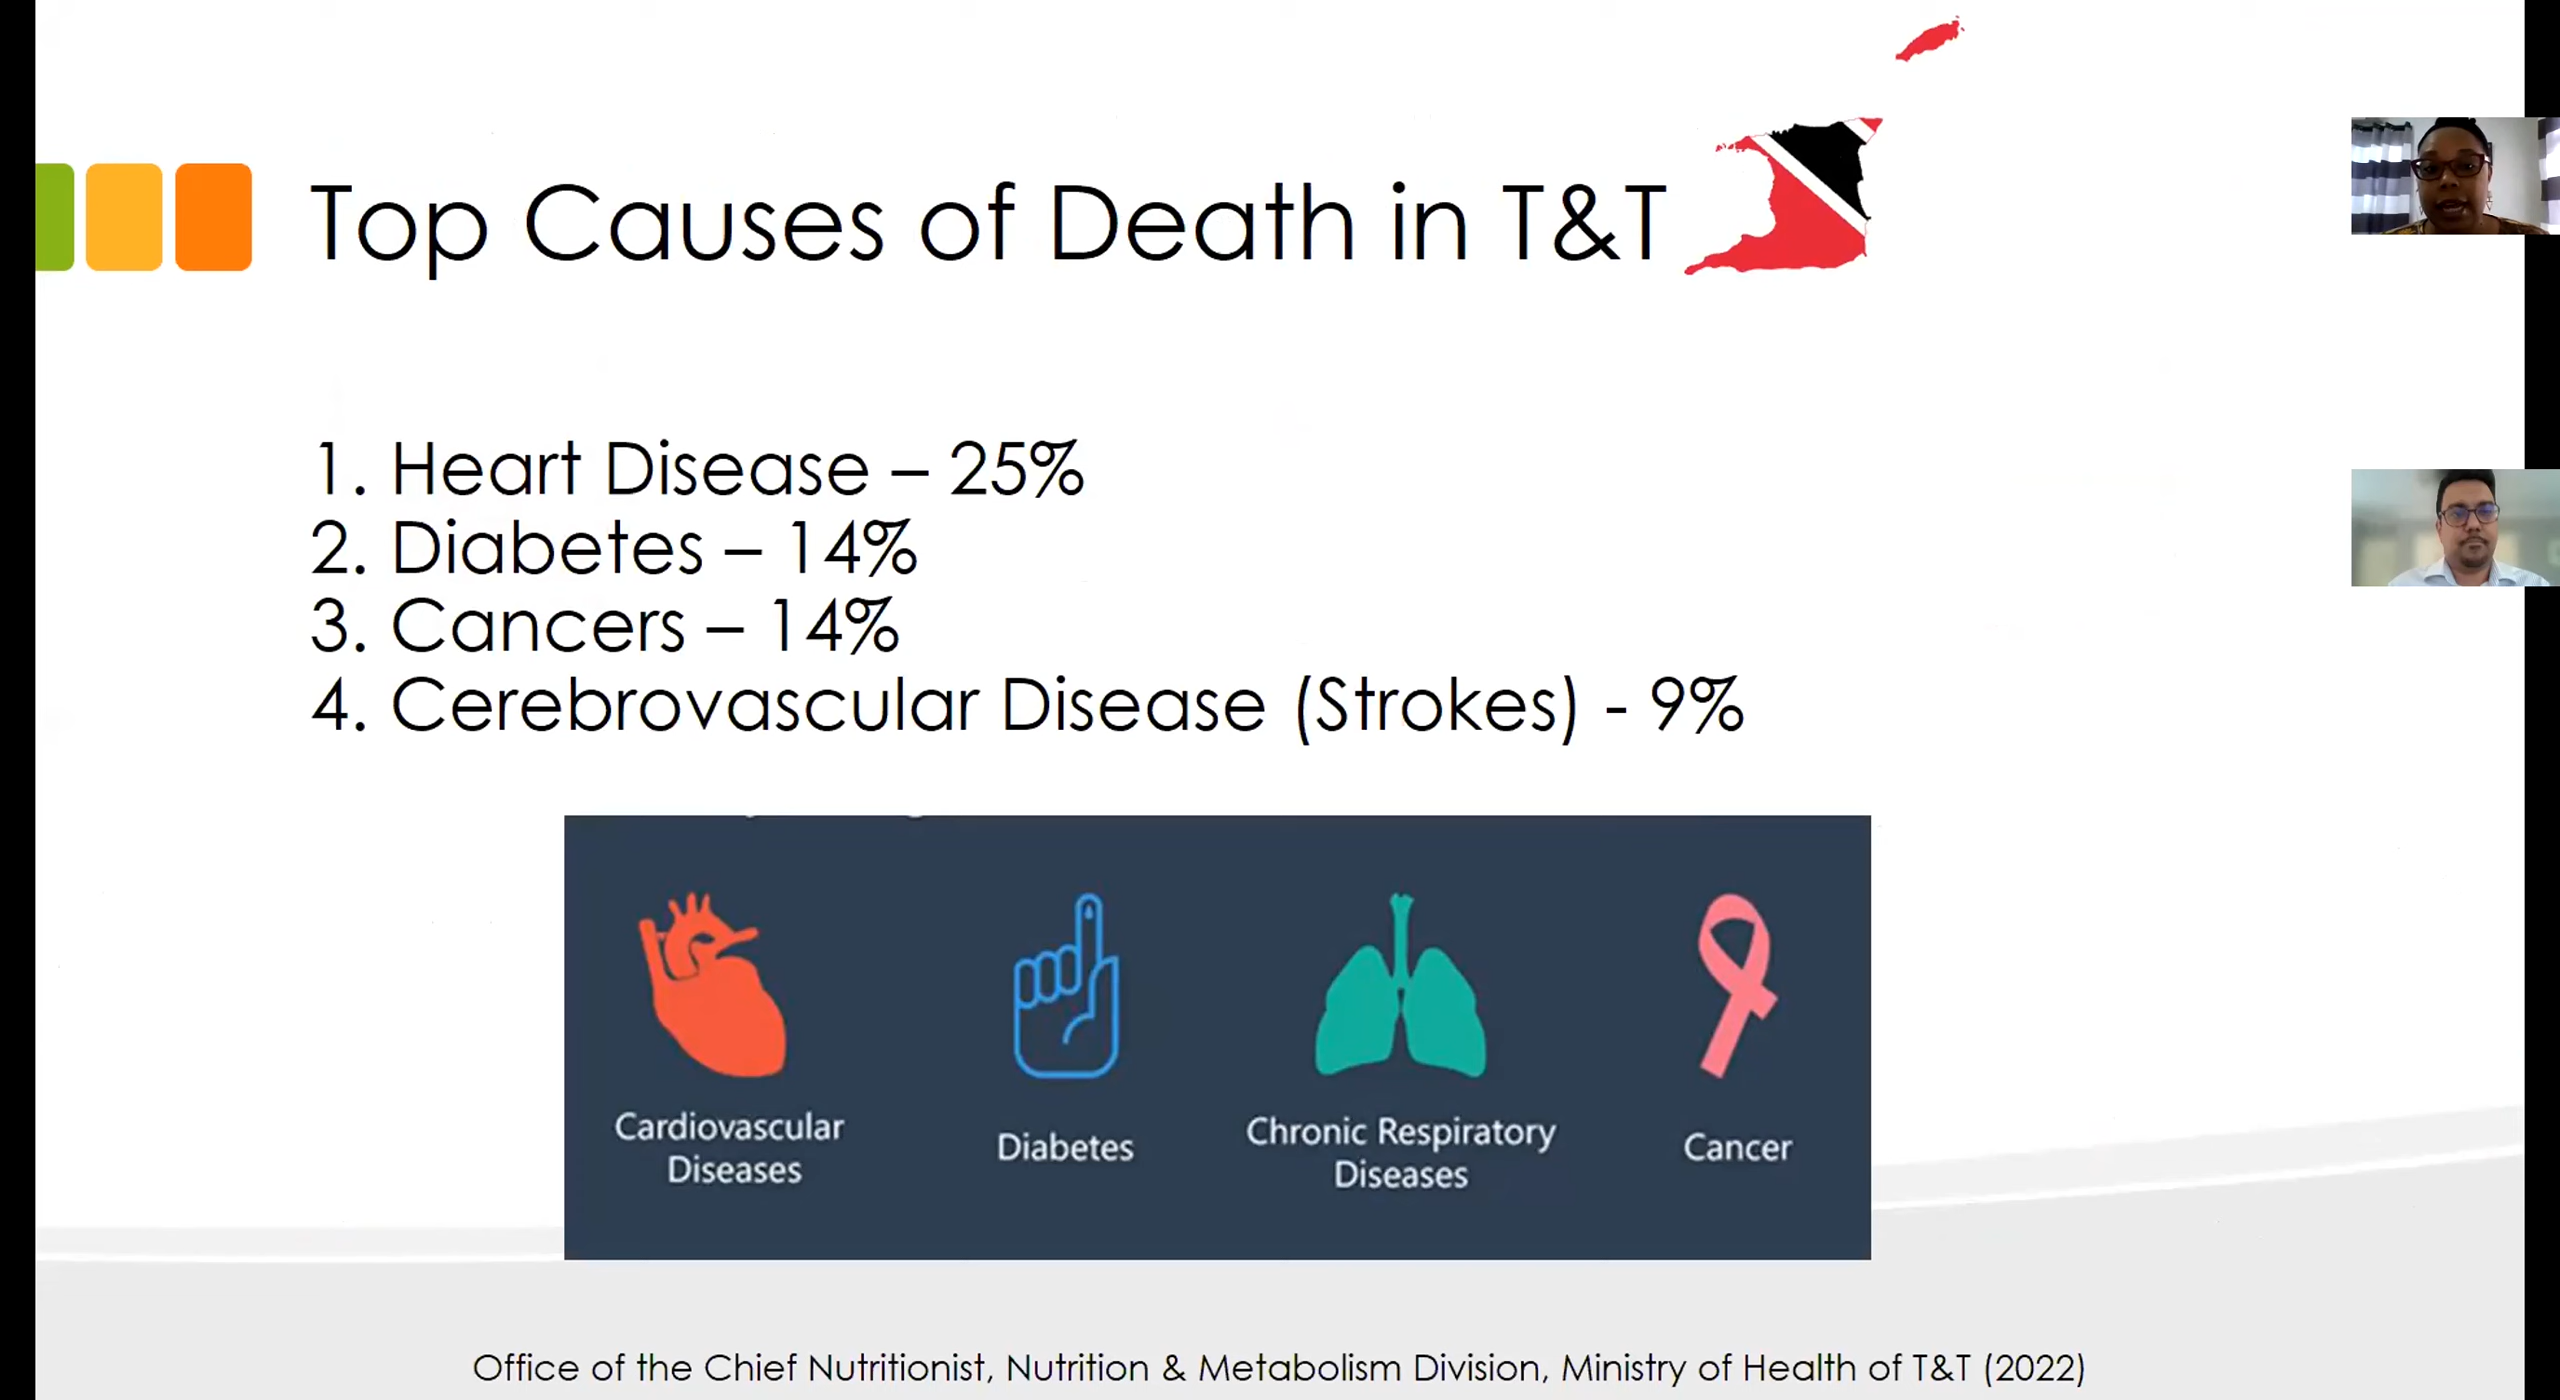 Top Causes of Death in T&T
1. Heart Disease – 25%
2. Diabetes – 14%
3. Cancers – 14%
4. Cerebrovascular Disease (Strokes) - 9%
Cardiovascular
Diseases
Diabetes
Chronic Respiratory
Diseases
Cancer
Office of the Chief Nutritionist, Nutrition & Metabolism Division, Ministry of Health of T&T (2022)